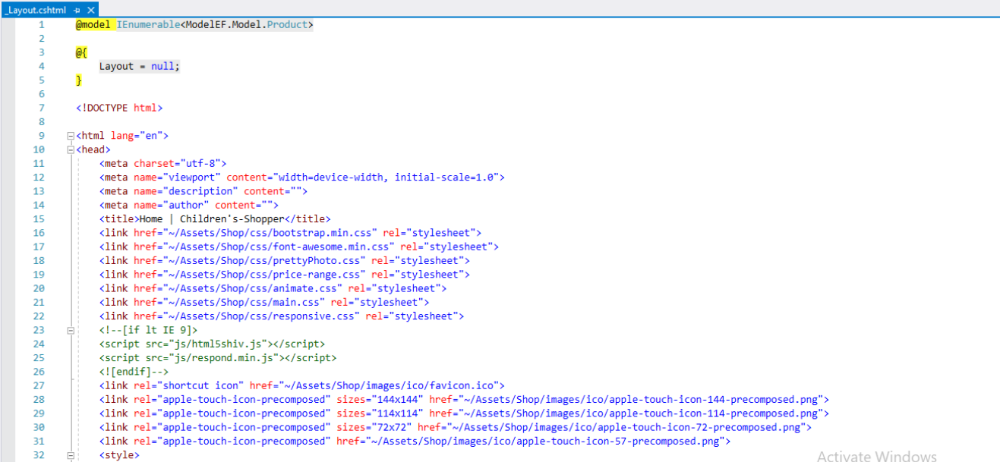 _Layout.cshtml
1 @model IEnumerable<ModelEF.Model.Product>
2
3 @{
4 Layout = null;
5 }
6
7 <!DOCTYPE html>
8
9 <html lang="en">
10 <head>
11 <meta charset="utf-8">
12 <meta name="viewport" content="width=device-width, initial-scale=1.0">
13 <meta name="description" content="">
14 <meta name="author" content="">
15 <title>Home | Children's-Shopper</title>
16 <link href="~/Assets/Shop/css/bootstrap.min.css" rel="stylesheet">
17 <link href="~/Assets/Shop/css/font-awesome.min.css" rel="stylesheet">
18 <link href="~/Assets/Shop/css/prettyPhoto.css" rel="stylesheet">
19 <link href="~/Assets/Shop/css/price-range.css" rel="stylesheet">
20 <link href="~/Assets/Shop/css/animate.css" rel="stylesheet">
21 <link href="~/Assets/Shop/css/main.css" rel="stylesheet">
22 <link href="~/Assets/Shop/css/responsive.css" rel="stylesheet">
23 <!--[if lt IE 9]>
24 <script src="js/html5shiv.js"></script>
25 <script src="js/respond.min.js"></script>
26 <![endif]-->
27 <link rel="shortcut icon" href="~/Assets/Shop/images/ico/favicon.ico">
28 <link rel="apple-touch-icon-precomposed" sizes="144x144" href="~/Assets/Shop/images/ico/apple-touch-icon-144-precomposed.png">
29 <link rel="apple-touch-icon-precomposed" sizes="114x114" href="~/Assets/Shop/images/ico/apple-touch-icon-114-precomposed.png">
30 <link rel="apple-touch-icon-precomposed" sizes="72x72" href="~/Assets/Shop/images/ico/apple-touch-icon-72-precomposed.png">
31 <link rel="apple-touch-icon-precomposed" href="~/Assets/Shop/images/ico/apple-touch-icon-57-precomposed.png">
32 <style>
Activate Windows